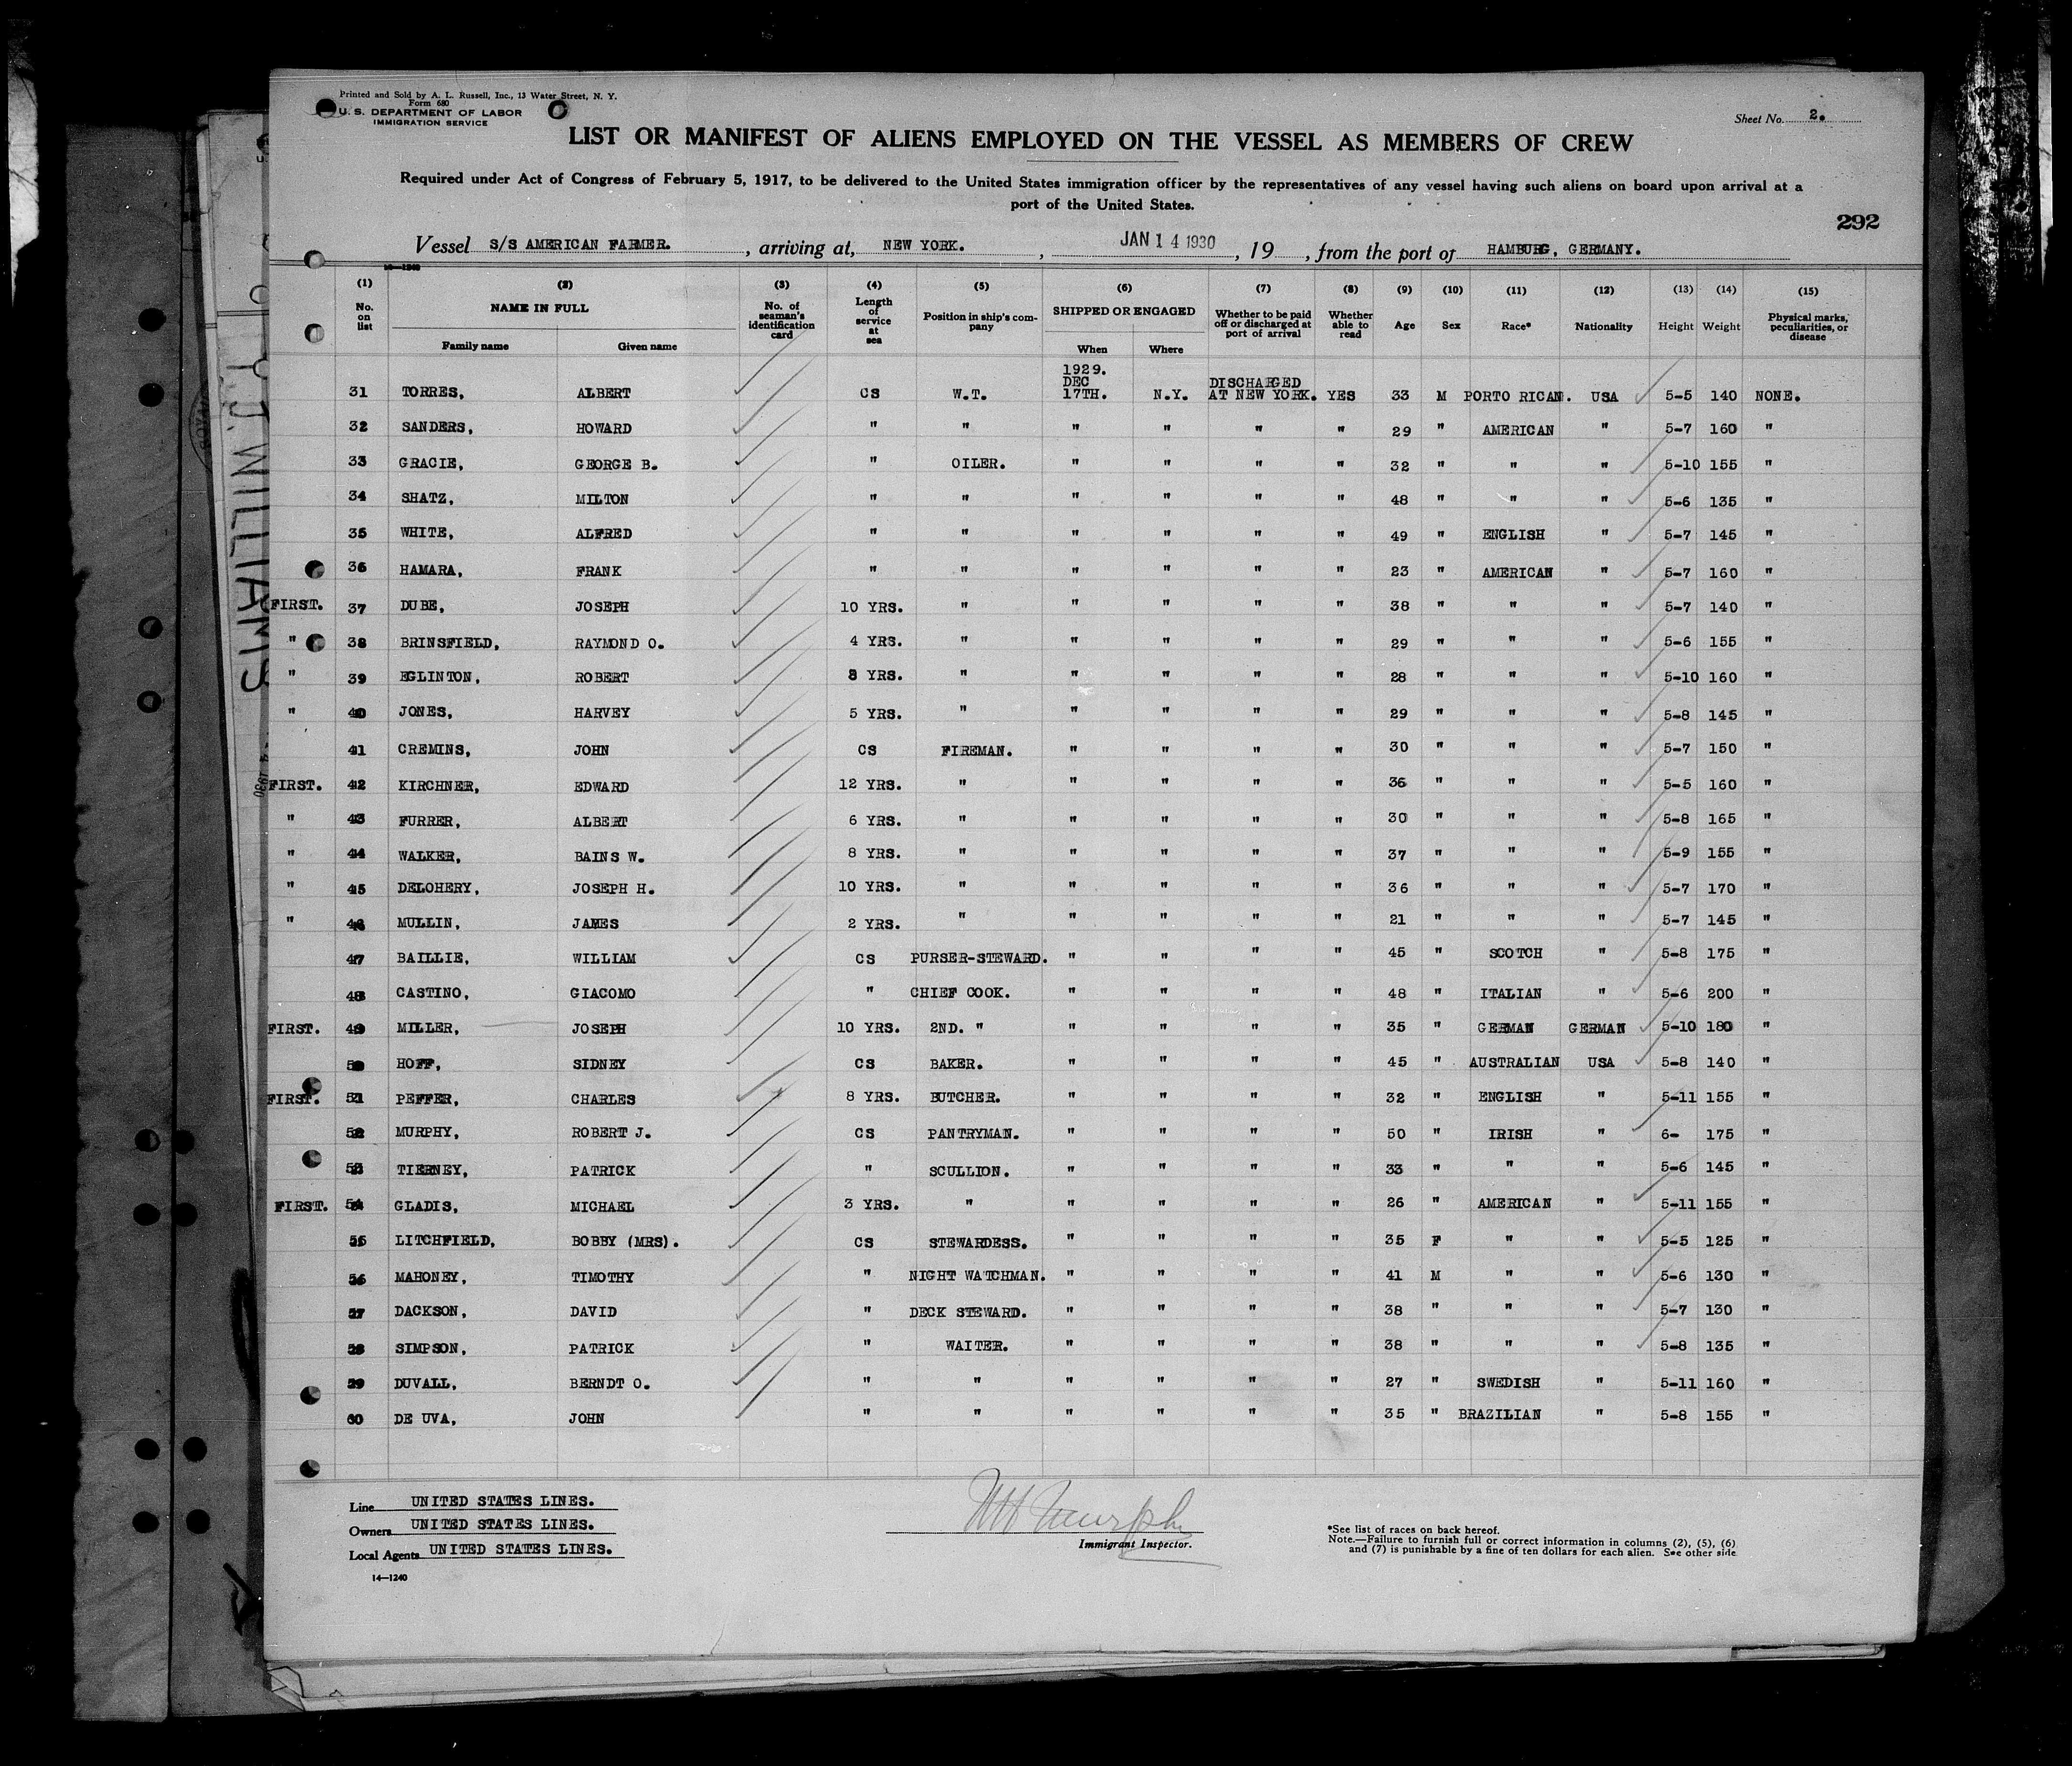 Printed and Sold by A. L. Russell, Inc., 13 Water Street, N. Y.
Form 680
U. S. DEPARTMENT OF LABOR
IMMIGRATION SERVICE
Sheet No. 2.
LIST OR MANIFEST OF ALIENS EMPLOYED ON THE VESSEL AS MEMBERS OF CREW
Required under Act of Congress of February 5, 1917, to be delivered to the United States immigration officer by the representatives of any vessel having such aliens on board upon arrival at a
port of the United States.
292
Vessel S/S AMERICAN FARMER. , arriving at, NEW YORK. , JAN 14 1930 , 19 , from the port of HAMBURG, GERMANY.
14—1240
(1) No. on list (2) NAME IN FULL Family name Given name (3) No. of seaman's identification card (4) Length of service at sea (5) Position in ship's company (6) SHIPPED OR ENGAGED When Where (7) Whether to be paid off or discharged at port of arrival (8) Whether able to read (9) Age (10) Sex (11) Race* (12) Nationality (13) Height (14) Weight (15) Physical marks, peculiarities, or disease
31 TORRES, ALBERT CS W.T. 1929. DEC 17TH. N.Y. DISCHARGED AT NEW YORK. YES 33 M PORTO RICAN. USA 5-5 140 NONE.
32 SANDERS, HOWARD " " " " " " 29 " AMERICAN " 5-7 160 "
33 GRACIE, GEORGE B. " OILER. " " " " 32 " " " 5-10 155 "
34 SHATZ, MILTON " " " " " " 48 " " " 5-6 135 "
35 WHITE, ALFRED " " " " " " 49 " ENGLISH " 5-7 145 "
36 HAMARA, FRANK " " " " " " 23 " AMERICAN " 5-7 160 "
FIRST. 37 DUBE, JOSEPH 10 YRS. " " " " " 38 " " " 5-7 140 "
" 38 BRINSFIELD, RAYMOND O. 4 YRS. " " " " " 29 " " " 5-6 155 "
" 39 EGLINTON, ROBERT 8 YRS. " " " " " 28 " " " 5-10 160 "
" 40 JONES, HARVEY 5 YRS. " " " " " 29 " " " 5-8 145 "
41 CREMINS, JOHN CS FIREMAN. " " " " 30 " " " 5-7 150 "
FIRST. 42 KIRCHNER, EDWARD 12 YRS. " " " " " 36 " " " 5-5 160 "
" 43 FURRER, ALBERT 6 YRS. " " " " " 30 " " " 5-8 165 "
" 44 WALKER, BAINS W. 8 YRS. " " " " " 37 " " " 5-9 155 "
" 45 DELOHERY, JOSEPH H. 10 YRS. " " " " " 36 " " " 5-7 170 "
" 46 MULLIN, JAMES 2 YRS. " " " " " 21 " " " 5-7 145 "
47 BAILLIE, WILLIAM CS PURSER-STEWARD. " " " " 45 " SCOTCH " 5-8 175 "
48 CASTINO, GIACOMO " CHIEF COOK. " " " " 48 " ITALIAN " 5-6 200 "
FIRST. 49 MILLER, JOSEPH 10 YRS. 2ND. " " " " " 35 " GERMAN GERMAN 5-10 180 "
50 HOFF, SIDNEY CS BAKER. " " " " 45 " AUSTRALIAN USA 5-8 140 "
FIRST. 51 PEFFER, CHARLES 8 YRS. BUTCHER. " " " " 32 " ENGLISH " 5-11 155 "
52 MURPHY, ROBERT J. CS PANTRYMAN. " " " " 50 " IRISH " 6- 175 "
53 TIERNEY, PATRICK " SCULLION. " " " " 33 " " " 5-6 145 "
FIRST. 54 GLADIS, MICHAEL 3 YRS. " " " " " 26 " AMERICAN " 5-11 155 "
55 LITCHFIELD, BOBBY (MRS). CS STEWARDESS. " " " " 35 F " " 5-5 125 "
56 MAHONEY, TIMOTHY " NIGHT WATCHMAN. " " " " 41 M " " 5-6 130 "
57 DACKSON, DAVID " DECK STEWARD. " " " " 38 " " " 5-7 130 "
58 SIMPSON, PATRICK " WAITER. " " " " 38 " " " 5-8 135 "
59 DUVALL, BERNDT O. " " " " " " 27 " SWEDISH " 5-11 160 "
60 DE UVA, JOHN " " " " " " 35 " BRAZILIAN " 5-8 155 "
Line UNITED STATES LINES.
Owners UNITED STATES LINES.
Local Agents UNITED STATES LINES.
14—1240
Murphy
Immigrant Inspector.
*See list of races on back hereof.
Note.—Failure to furnish full or correct information in columns (2), (5), (6)
and (7) is punishable by a fine of ten dollars for each alien. See other side
T. J. WILLIAMS